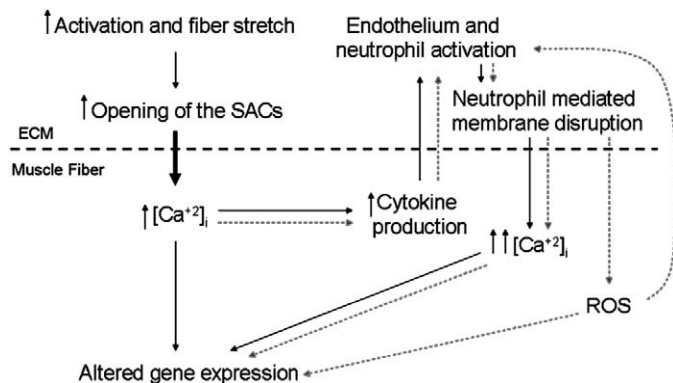 ↑Activation and fiber stretch
Endothelium and
neutrophil activation
↑Opening of the SACs
Neutrophil mediated
membrane disruption
ECM
Muscle Fiber
↑[Ca⁺²]ᵢ
↑Cytokine
production
↑↑[Ca⁺²]ᵢ
ROS
Altered gene expression